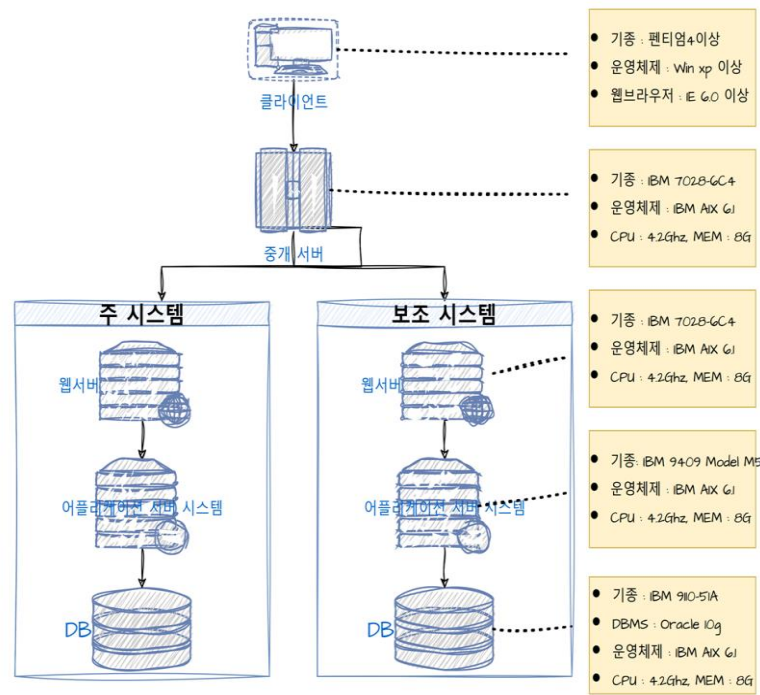 • 기종 : 펜티엄4이상
• 운영체제 : Win xp 이상
• 웹브라우저 : IE 6.0 이상
클라이언트
• 기종 : IBM 7028-6C4
• 운영체제 : IBM AIX 6.1
• CPU : 4.2Ghz, MEM : 8G
중개 서버
주 시스템
보조 시스템
• 기종 : IBM 7028-6C4
• 운영체제 : IBM AIX 6.1
• CPU : 4.2Ghz, MEM : 8G
웹서버
웹서버
• 기종: IBM 9409 Model M5
• 운영체제 : IBM AIX 6.1
• CPU : 4.2Ghz, MEM : 8G
어플리케이션 서버 시스템
어플리케이션 서버 시스템
• 기종 : IBM 9110-51A
• DBMS : Oracle 10g
• 운영체제 : IBM AIX 6.1
• CPU : 4.2Ghz, MEM : 8G
DB
DB